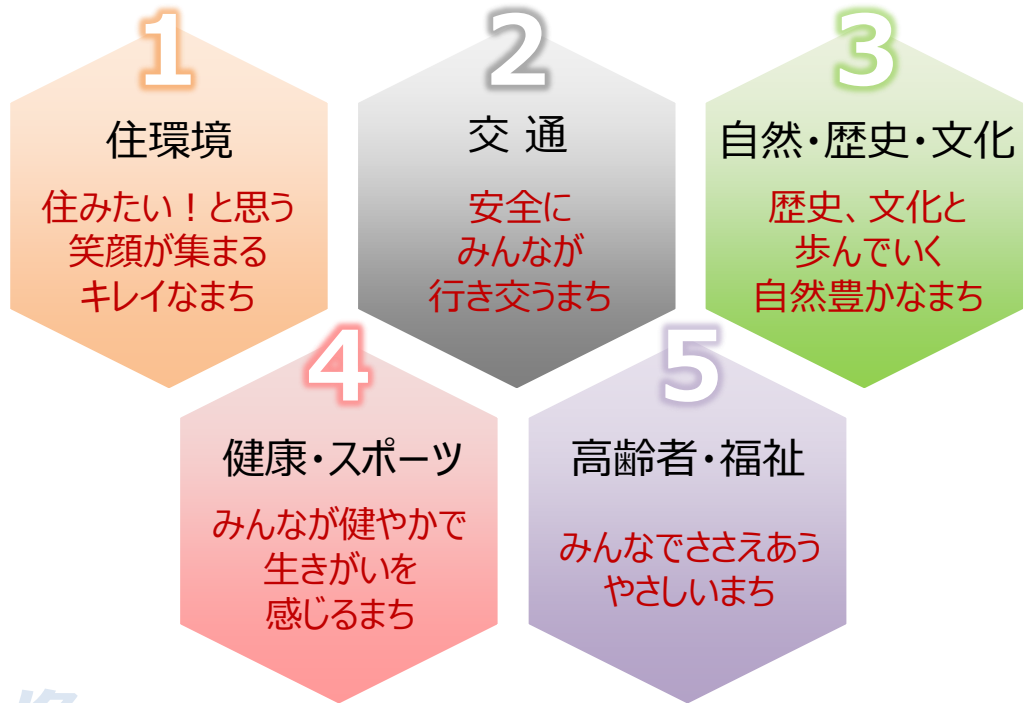 1
住環境
住みたい！と思う
笑顔が集まる
キレイなまち
2
交 通
安全に
みんなが
行き交うまち
3
自然・歴史・文化
歴史、文化と
歩んでいく
自然豊かなまち
4
健康・スポーツ
みんなが健やかで
生きがいを
感じるまち
5
高齢者・福祉
みんなでささえあう
やさしいまち